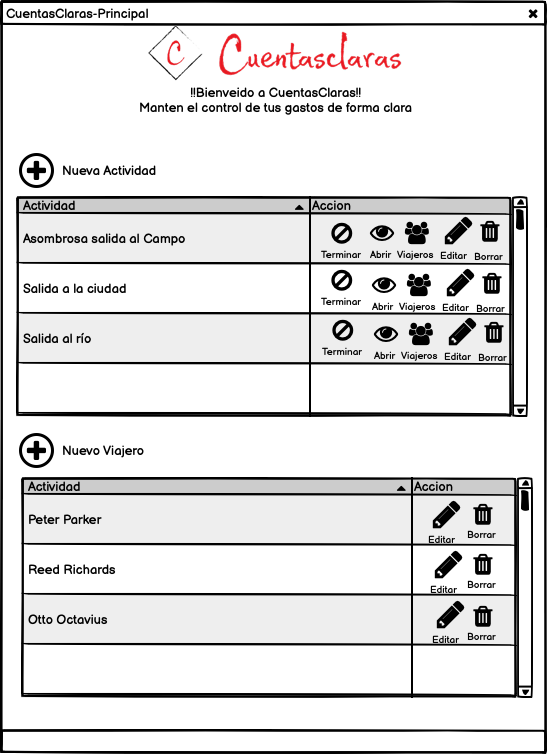 CuentasClaras-Principal
C Cuentasclaras
!!Bienveido a CuentasClaras!!
Manten el control de tus gastos de forma clara
Nueva Actividad
Actividad Accion
Asombrosa salida al Campo Terminar Abrir Viajeros Editar Borrar
Salida a la ciudad Terminar Abrir Viajeros Editar Borrar
Salida al río Terminar Abrir Viajeros Editar Borrar
Nuevo Viajero
Actividad Accion
Peter Parker Editar Borrar
Reed Richards Editar Borrar
Otto Octavius Editar Borrar